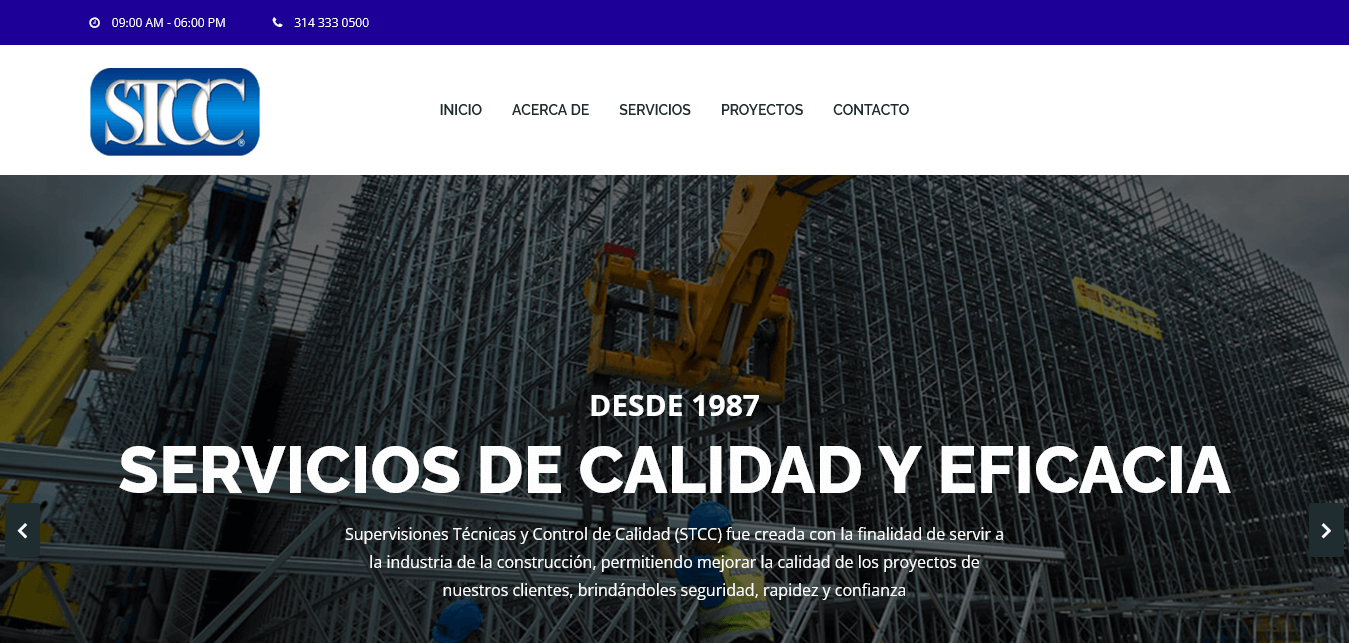 09:00 AM - 06:00 PM 314 333 0500
STCC®
INICIO ACERCA DE SERVICIOS PROYECTOS CONTACTO
SCHÄFER
DESDE 1987
SERVICIOS DE CALIDAD Y EFICACIA
Supervisiones Técnicas y Control de Calidad (STCC) fue creada con la finalidad de servir a
la industria de la construcción, permitiendo mejorar la calidad de los proyectos de
nuestros clientes, brindándoles seguridad, rapidez y confianza